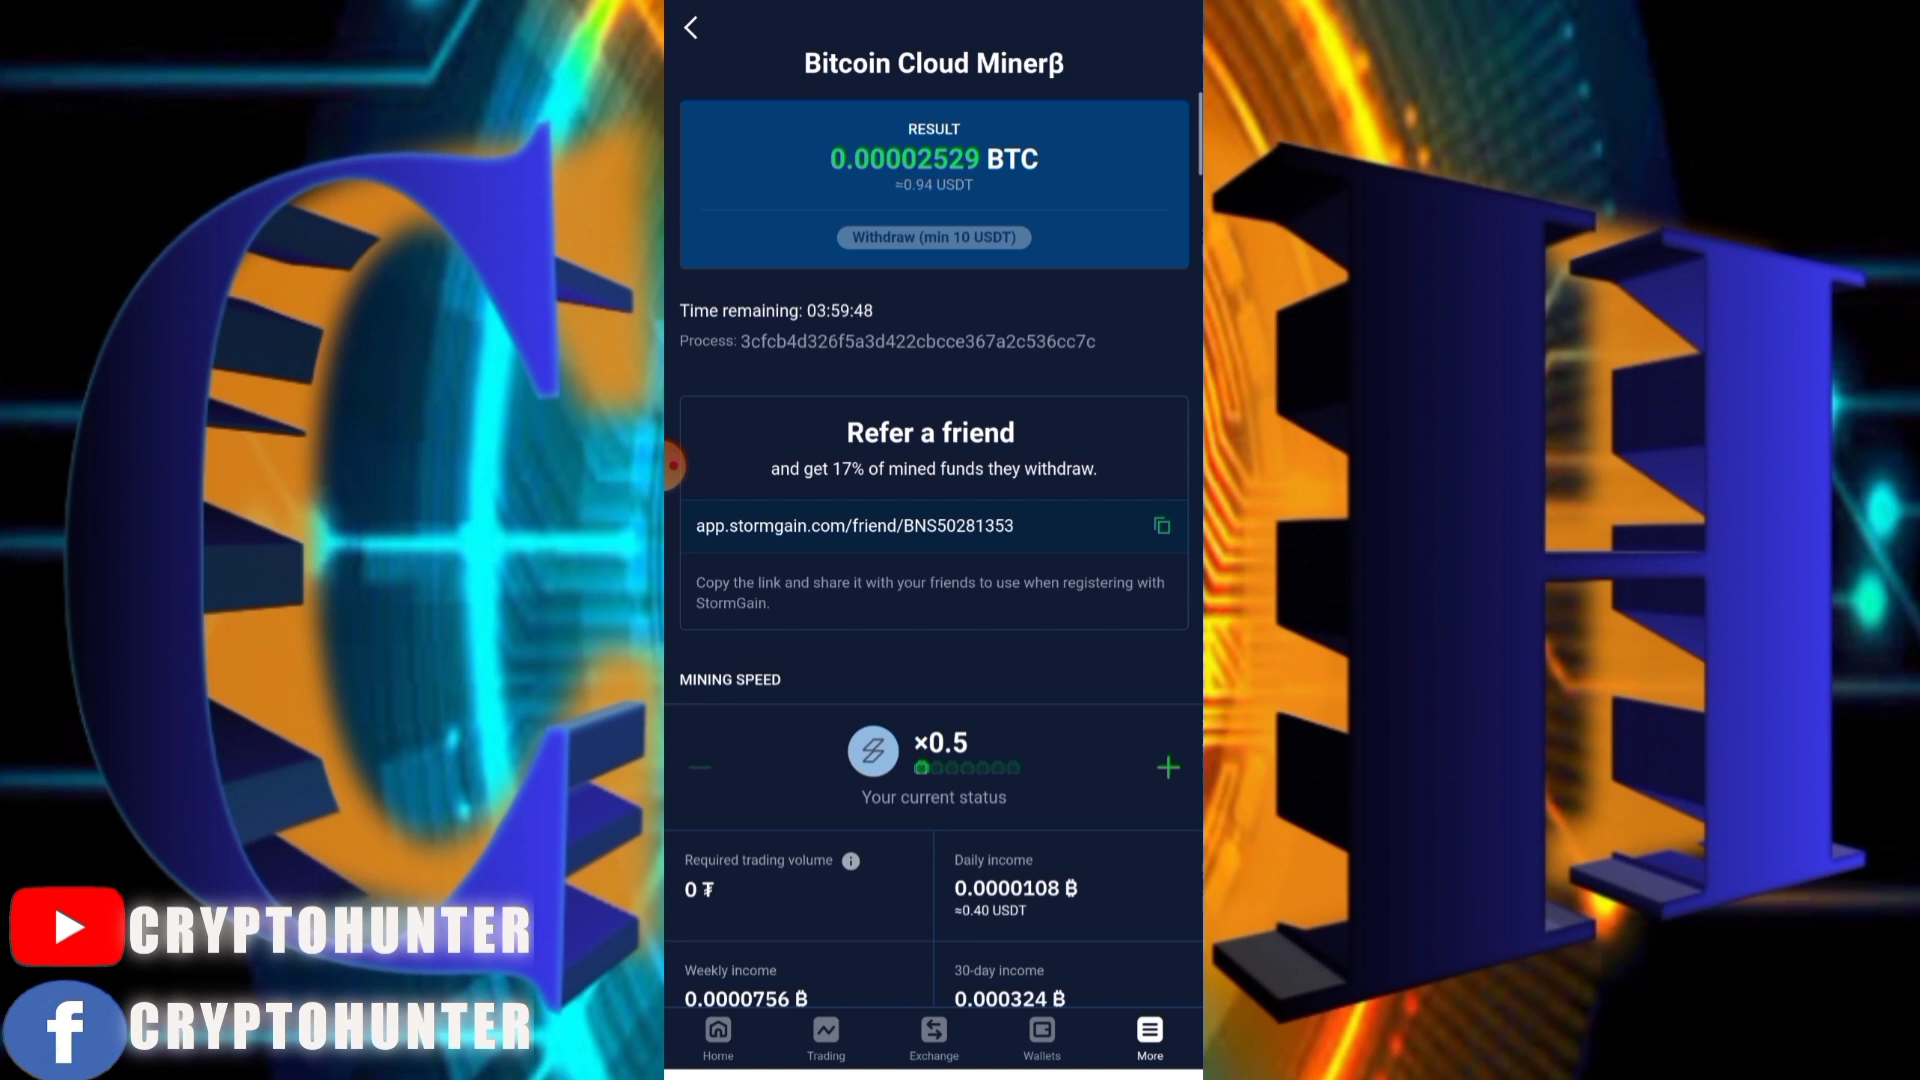 Bitcoin Cloud Minerβ
RESULT
0.00002529 BTC
≈0.94 USDT
Withdraw (min 10 USDT)
Time remaining: 03:59:48
Process: 3cfcb4d326f5a3d422cbcce367a2c536cc7c
Refer a friend
and get 17% of mined funds they withdraw.
app.stormgain.com/friend/BNS50281353
Copy the link and share it with your friends to use when registering with
StormGain.
MINING SPEED
×0.5
Your current status
Required trading volume
0 ₮
Daily income
0.0000108 ₿
≈0.40 USDT
Weekly income
0.0000756 ₿
30-day income
0.000324 ₿
Home
Trading
Exchange
Wallets
More
CH
CRYPTOHUNTER
CRYPTOHUNTER